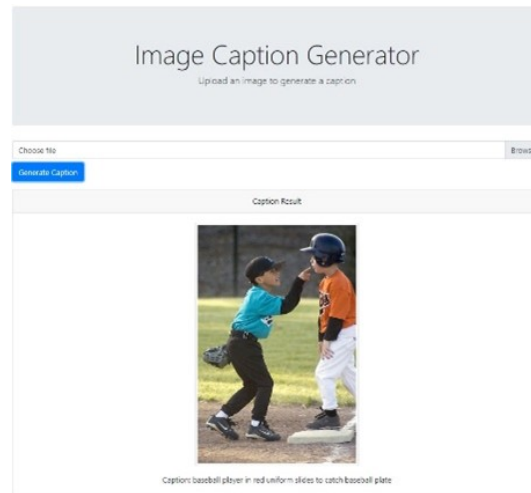 Image Caption Generator
Upload an image to generate a caption
Choose file
Brows
Generate Caption
Caption Result
Caption: baseball player in red uniform slides to catch baseball plate